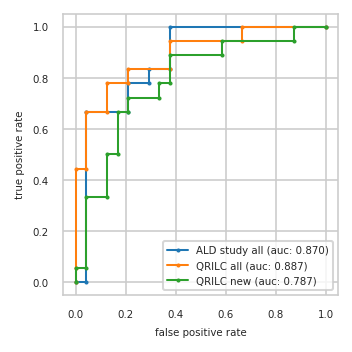 1.0
0.8
0.6
0.4
0.2
0.0
true positive rate
ALD study all (auc: 0.870)
QRILC all (auc: 0.887)
QRILC new (auc: 0.787)
0.0 0.2 0.4 0.6 0.8 1.0
false positive rate